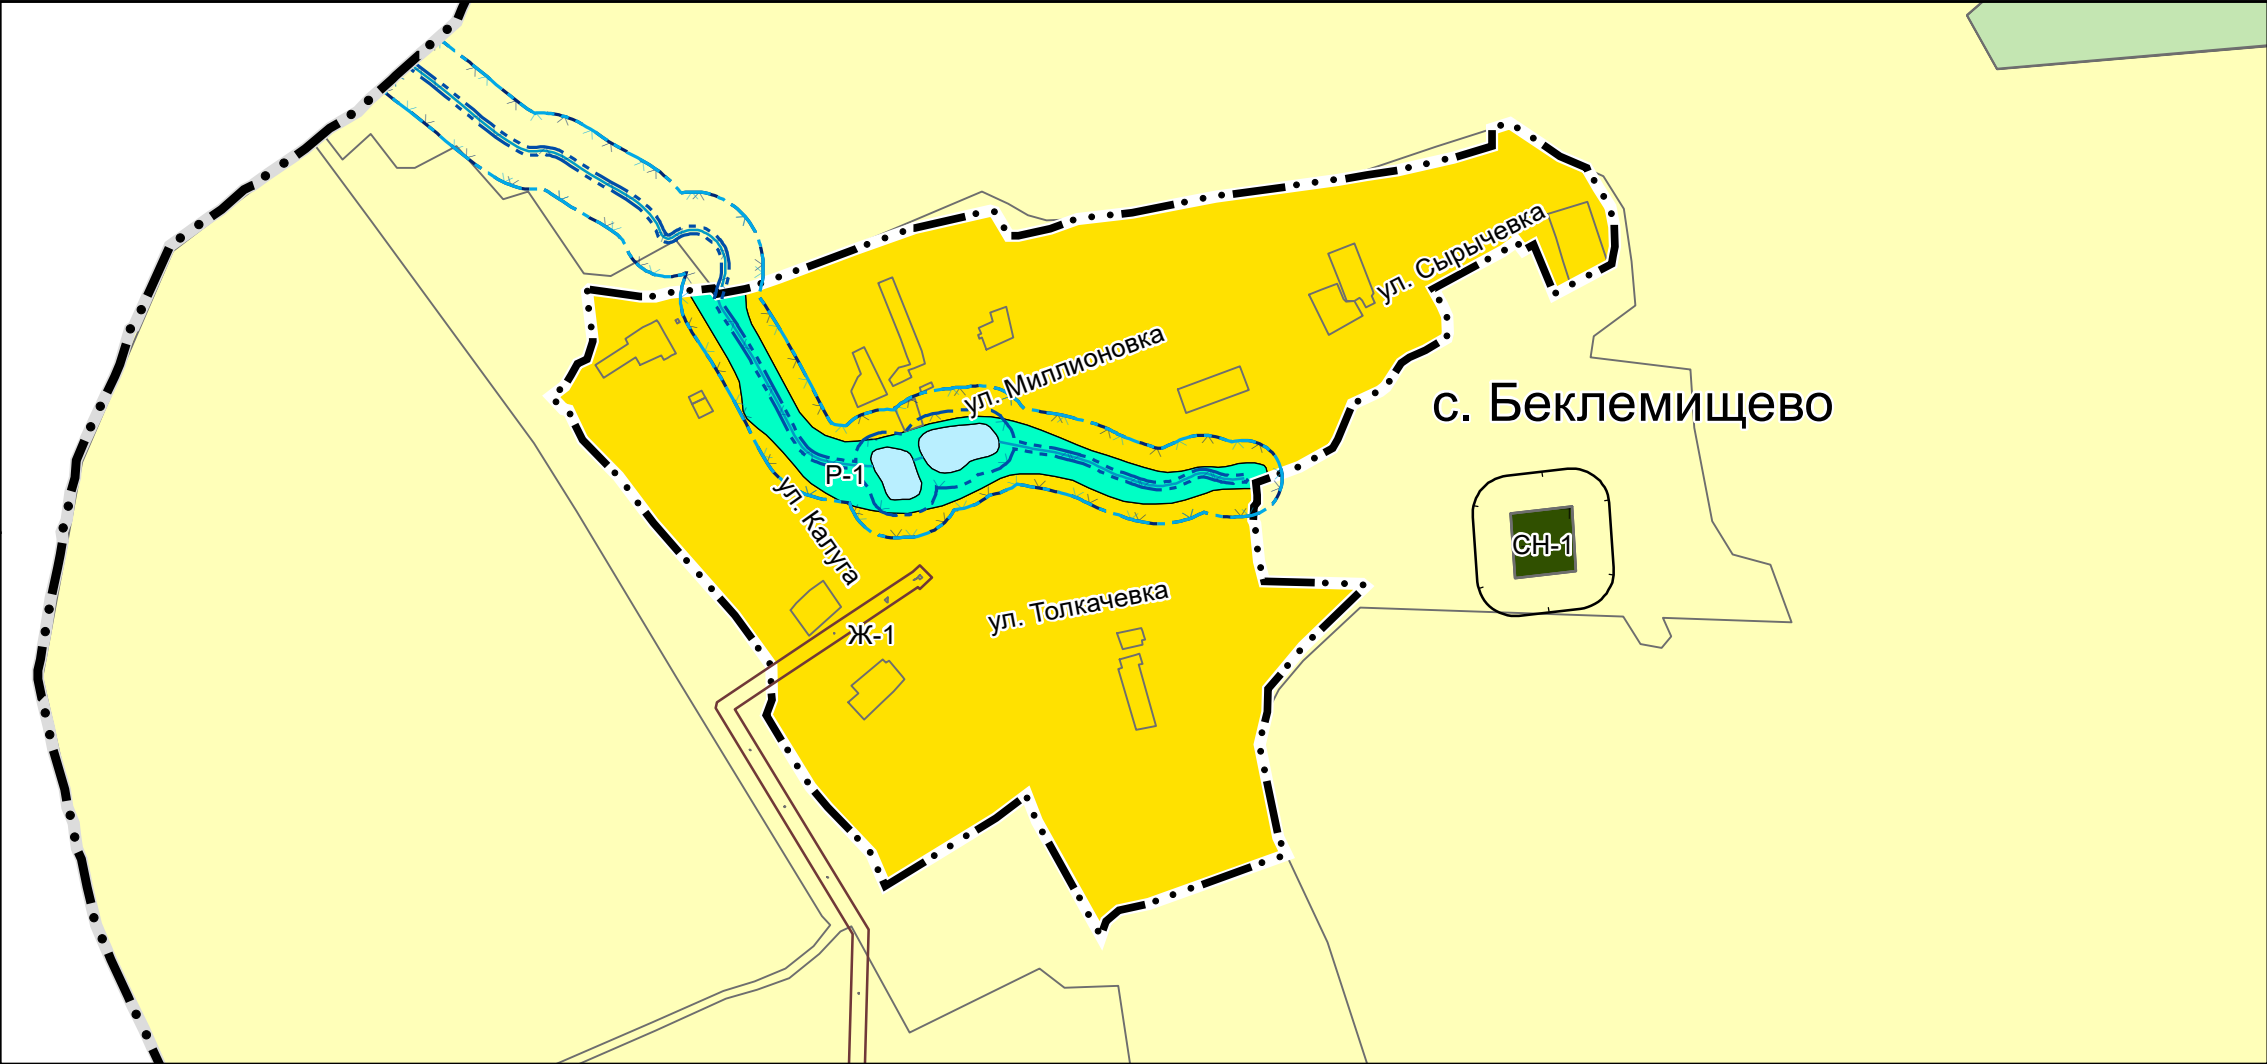 ул. Сырычевка
ул. Миллионовка
с. Беклемищево
Р-1
ул. Калуга
СН-1
ул. Толкачевка
Ж-1